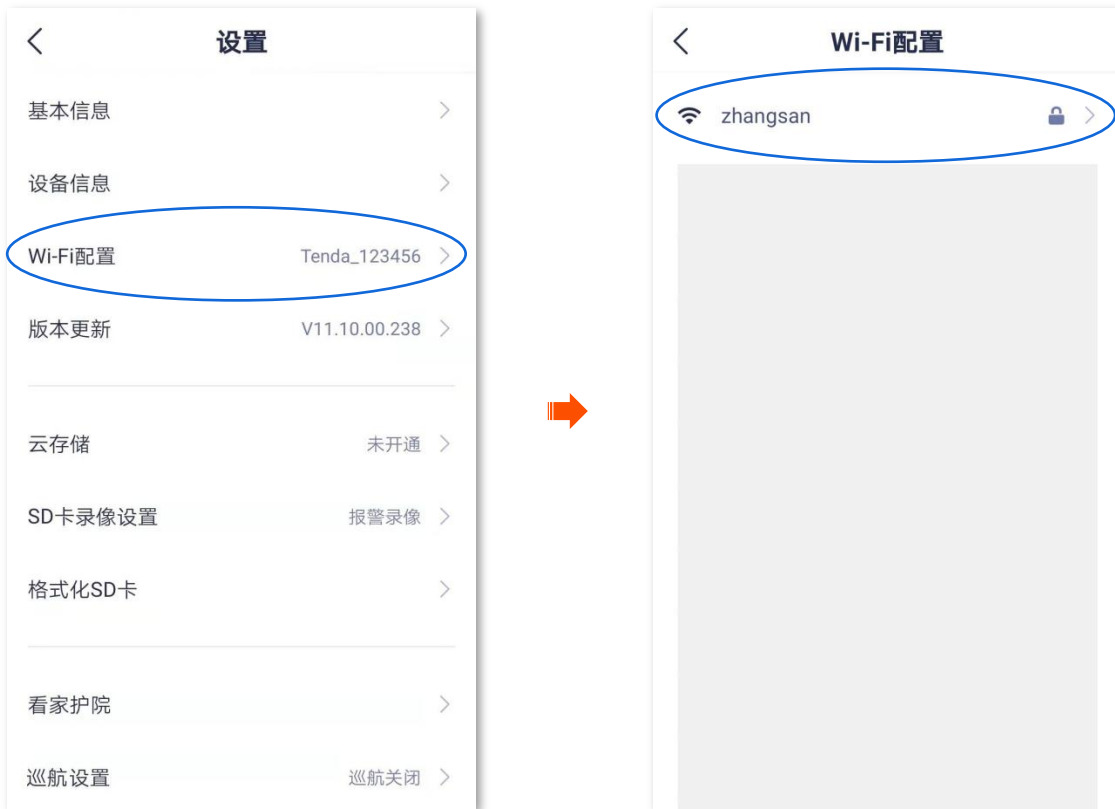 设置
基本信息
设备信息
Wi-Fi配置 Tenda_123456
版本更新 V11.10.00.238
云存储 未开通
SD卡录像设置 报警录像
格式化SD卡
看家护院
巡航设置 巡航关闭
Wi-Fi配置
zhangsan